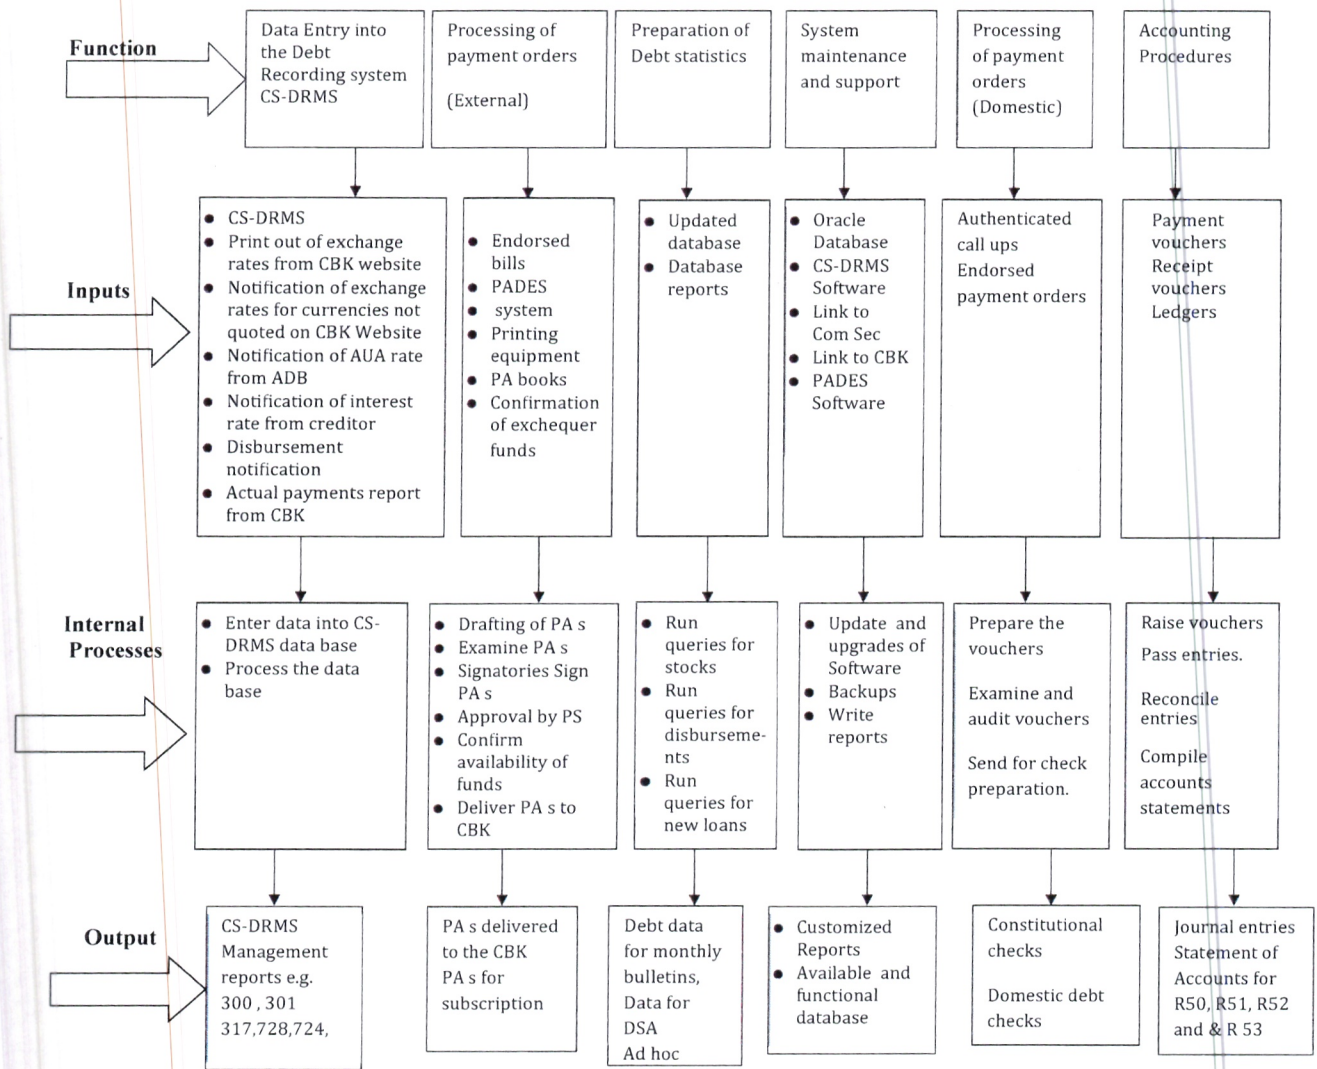 Function
Data Entry into
the Debt
Recording system
CS-DRMS
Processing of
payment orders
(External)
Preparation of
Debt statistics
System
maintenance
and support
Processing
of payment
orders
(Domestic)
Accounting
Procedures
Inputs
● CS-DRMS
● Print out of exchange
rates from CBK website
● Notification of exchange
rates for currencies not
quoted on CBK Website
● Notification of AUA rate
from ADB
● Notification of interest
rate from creditor
● Disbursement
notification
● Actual payments report
from CBK
● Endorsed
bills
● PADES
● system
● Printing
equipment
● PA books
● Confirmation
of exchequer
funds
● Updated
database
● Database
reports
● Oracle
Database
● CS-DRMS
Software
● Link to
Com Sec
● Link to CBK
● PADES
Software
Authenticated
call ups
Endorsed
payment orders
Payment
vouchers
Receipt
vouchers
Ledgers
Internal
Processes
● Enter data into CS-
DRMS data base
● Process the data
base
● Drafting of PA s
● Examine PA s
● Signatories Sign
PA s
● Approval by PS
● Confirm
availability of
funds
● Deliver PA s to
CBK
● Run
queries for
stocks
● Run
queries for
disburseme-
nts
● Run
queries for
new loans
● Update and
upgrades of
Software
● Backups
● Write
reports
Prepare the
vouchers
Examine and
audit vouchers
Send for check
preparation.
Raise vouchers
Pass entries.
Reconcile
entries
Compile
accounts
statements
Output
CS-DRMS
Management
reports e.g.
300 , 301
317,728,724,
PA s delivered
to the CBK
PA s for
subscription
Debt data
for monthly
bulletins,
Data for
DSA
Ad hoc
● Customized
Reports
● Available and
functional
database
Constitutional
checks
Domestic debt
checks
Journal entries
Statement of
Accounts for
R50, R51, R52
and & R 53